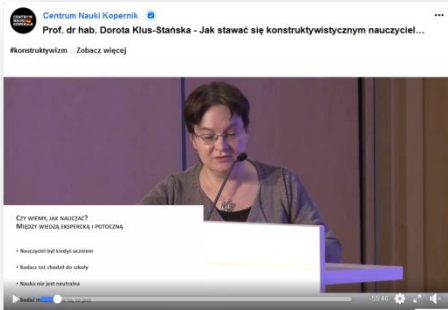 Centrum Nauki Kopernik
Prof. dr hab. Dorota Klus-Stańska - Jak stawać się konstruktywistycznym nauczyciel…
#konstruktywizm Zobacz więcej
CZY WIEMY, JAK NAUCZAĆ?
MIĘDZY WIEDZĄ EKSPERCKĄ I POTOCZNĄ
• Nauczyciel był kiedyś uczniem
• Badacz też chodził do szkoły
• Nauka nie jest neutralna
-55:40